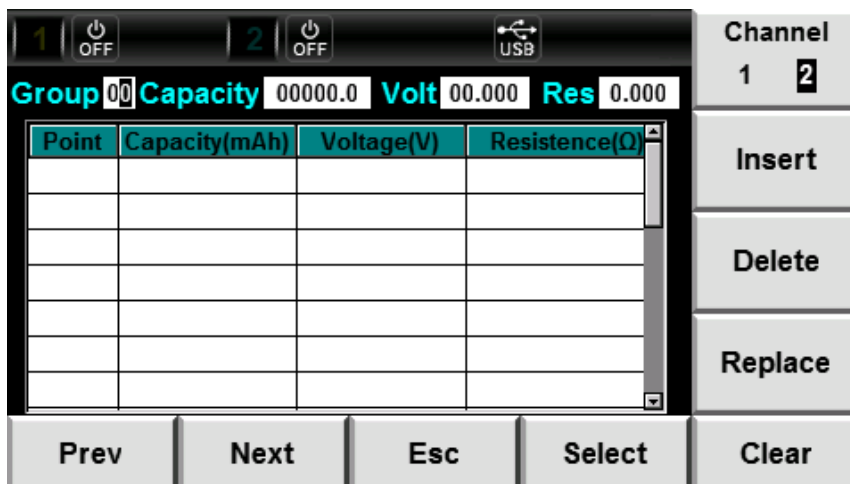 1 OFF 2 OFF USB
Channel
1 2
Group 00 Capacity 00000.0 Volt 00.000 Res 0.000
Point Capacity(mAh) Voltage(V) Resistence(Ω)
Insert
Delete
Replace
Prev Next Esc Select Clear